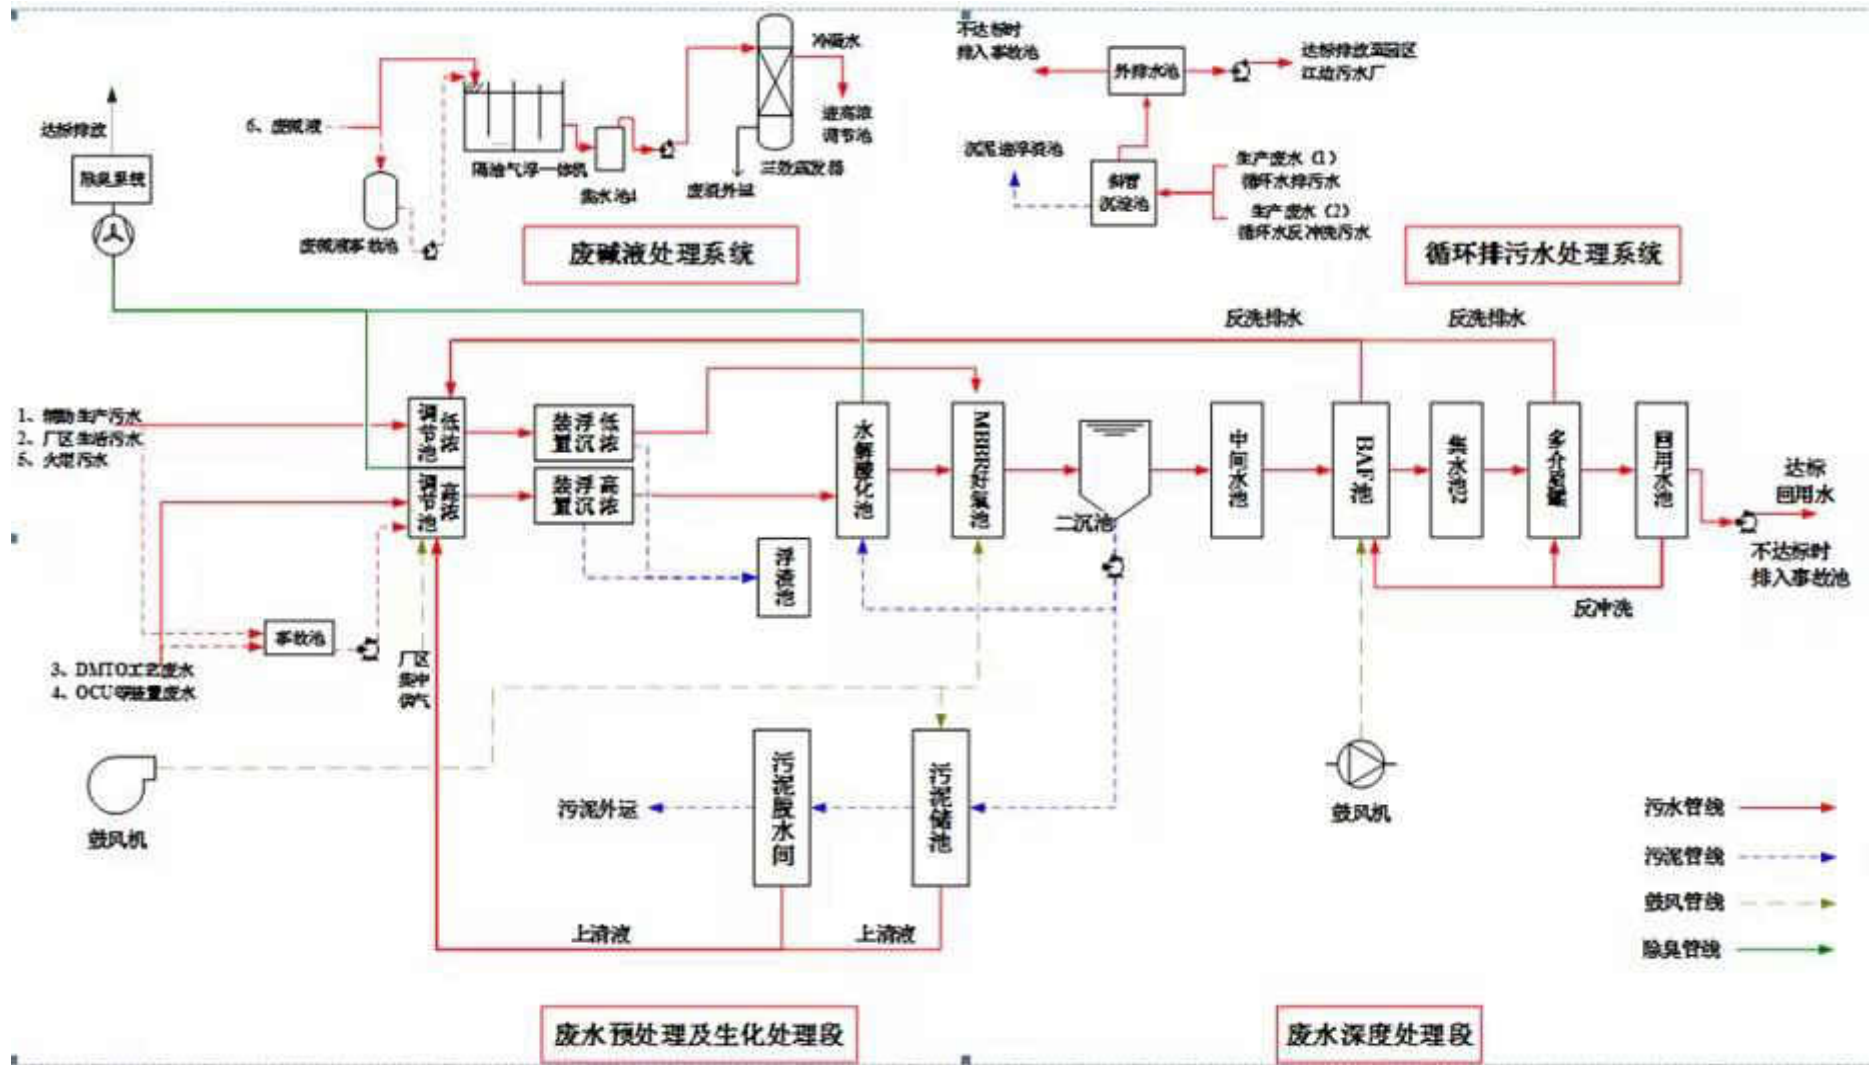 达标排放
除臭系统
6、废碱液
废碱液事故池
隔油气浮一体机
集水池1
废渣外运
三效蒸发器
冷凝水
进高浓
调节池
废碱液处理系统
不达标时
排入事故池
外排水池
达标排放至园区
江边污水厂
沉泥进浮渣池
斜管
沉淀池
生产废水（1）
循环水排污水
生产废水（2）
循环水反冲洗污水
循环排污水处理系统
反洗排水
反洗排水
1、辅助生产污水
2、厂区生活污水
5、火炬污水
低浓
调节池
高浓
调节池
低浓
浮沉
装置
高浓
浮沉
装置
浮渣池
水解酸化池
MBBR好氧池
二沉池
中间水池
BAF池
集水池2
多介质过滤
回用水池
达标
回用水
不达标时
排入事故池
反冲洗
事故池
3、DMTO工艺废水
4、OCU等装置废水
厂区
供气
鼓风机
污泥外运
污泥脱水间
污泥储池
上清液
上清液
鼓风机
污水管线
污泥管线
鼓风管线
除臭管线
废水预处理及生化处理段
废水深度处理段